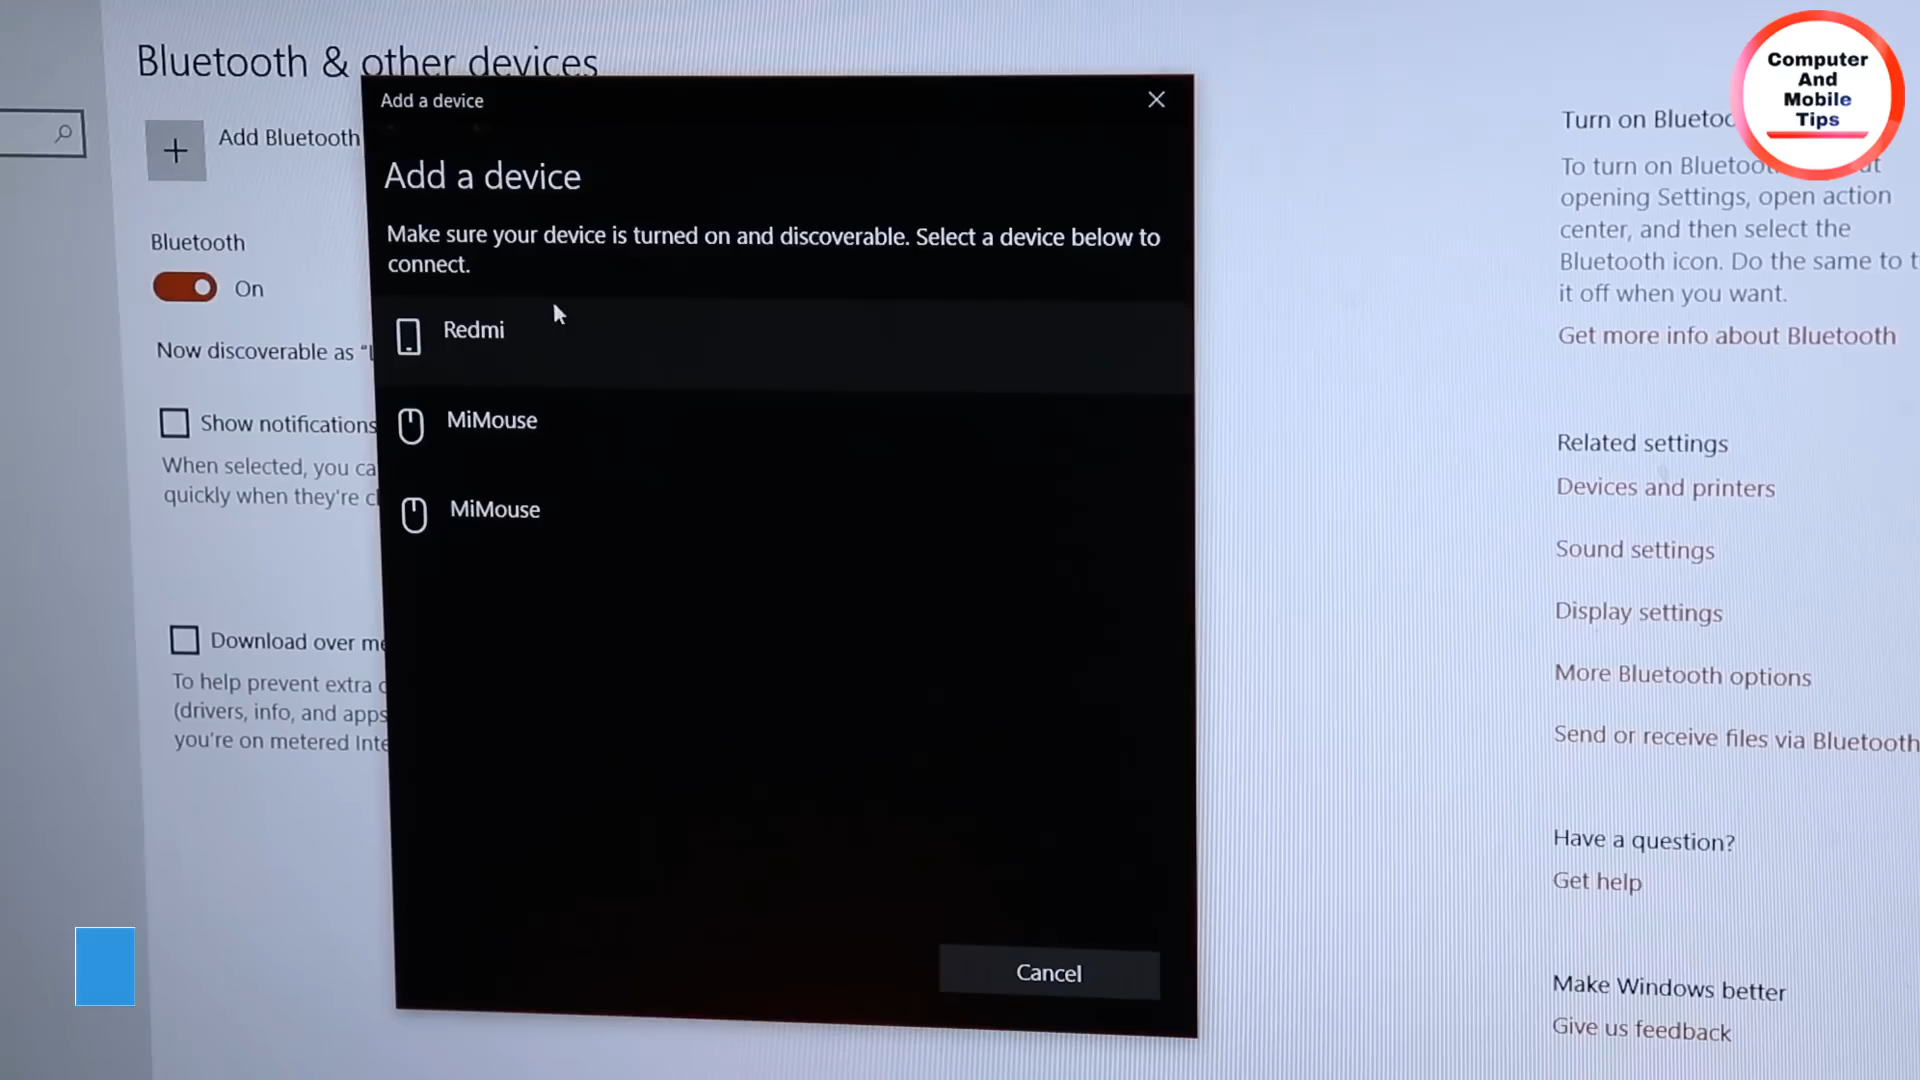 Bluetooth & other devices
Add Bluetooth
Bluetooth
On
Now discoverable as "
Show notifications
When selected, you ca
quickly when they're cl
Download over me
To help prevent extra c
(drivers, info, and apps
you're on metered Inte
Add a device
Add a device
Make sure your device is turned on and discoverable. Select a device below to
connect.
Redmi
MiMouse
MiMouse
Cancel
Computer
And
Mobile
Tips
Turn on Bluetoo
To turn on Bluetoo
opening Settings, open action
center, and then select the
Bluetooth icon. Do the same to t
it off when you want.
Get more info about Bluetooth
Related settings
Devices and printers
Sound settings
Display settings
More Bluetooth options
Send or receive files via Bluetooth
Have a question?
Get help
Make Windows better
Give us feedback